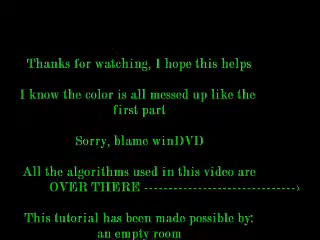 Thanks for watching, I hope this helps
I know the color is all messed up like the
first part
Sorry, blame winDVD
All the algorithms used in this video are
OVER THERE ------------------------------->
This tutorial has been made possible by:
an empty room